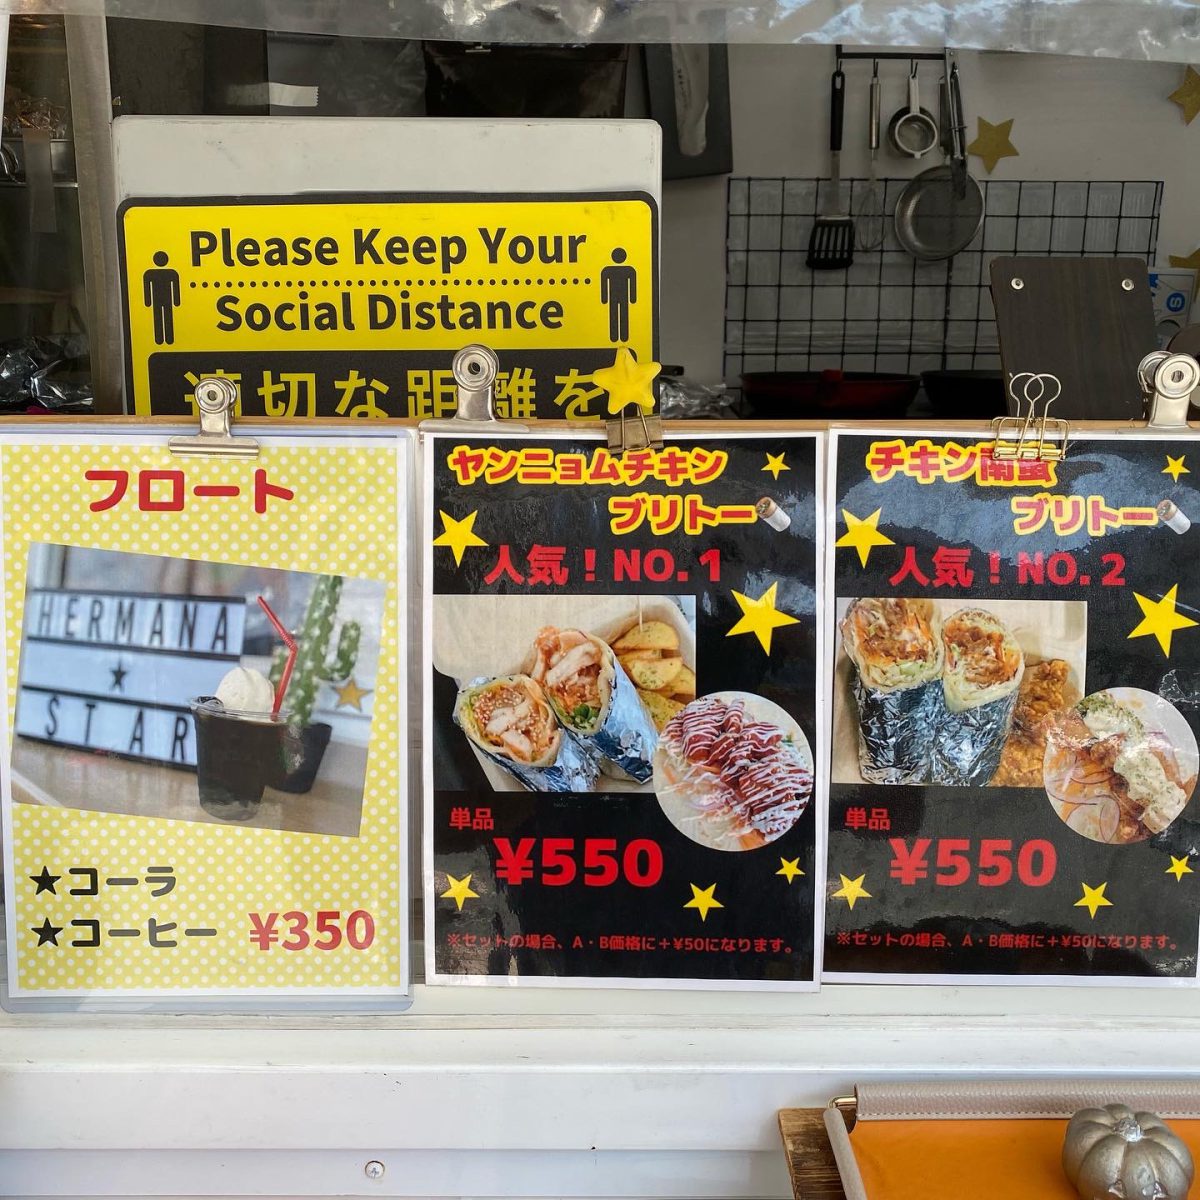 Please Keep Your
Social Distance
適切な距離を
フロート
HERMANA
★
STAR
★コーラ
★コーヒー ¥350
ヤンニョムチキン
ブリトー
人気！NO.1
単品
¥550
※セットの場合、A・B価格に＋¥50になります。
チキン南蛮
ブリトー
人気！NO.2
単品
¥550
※セットの場合、A・B価格に＋¥50になります。